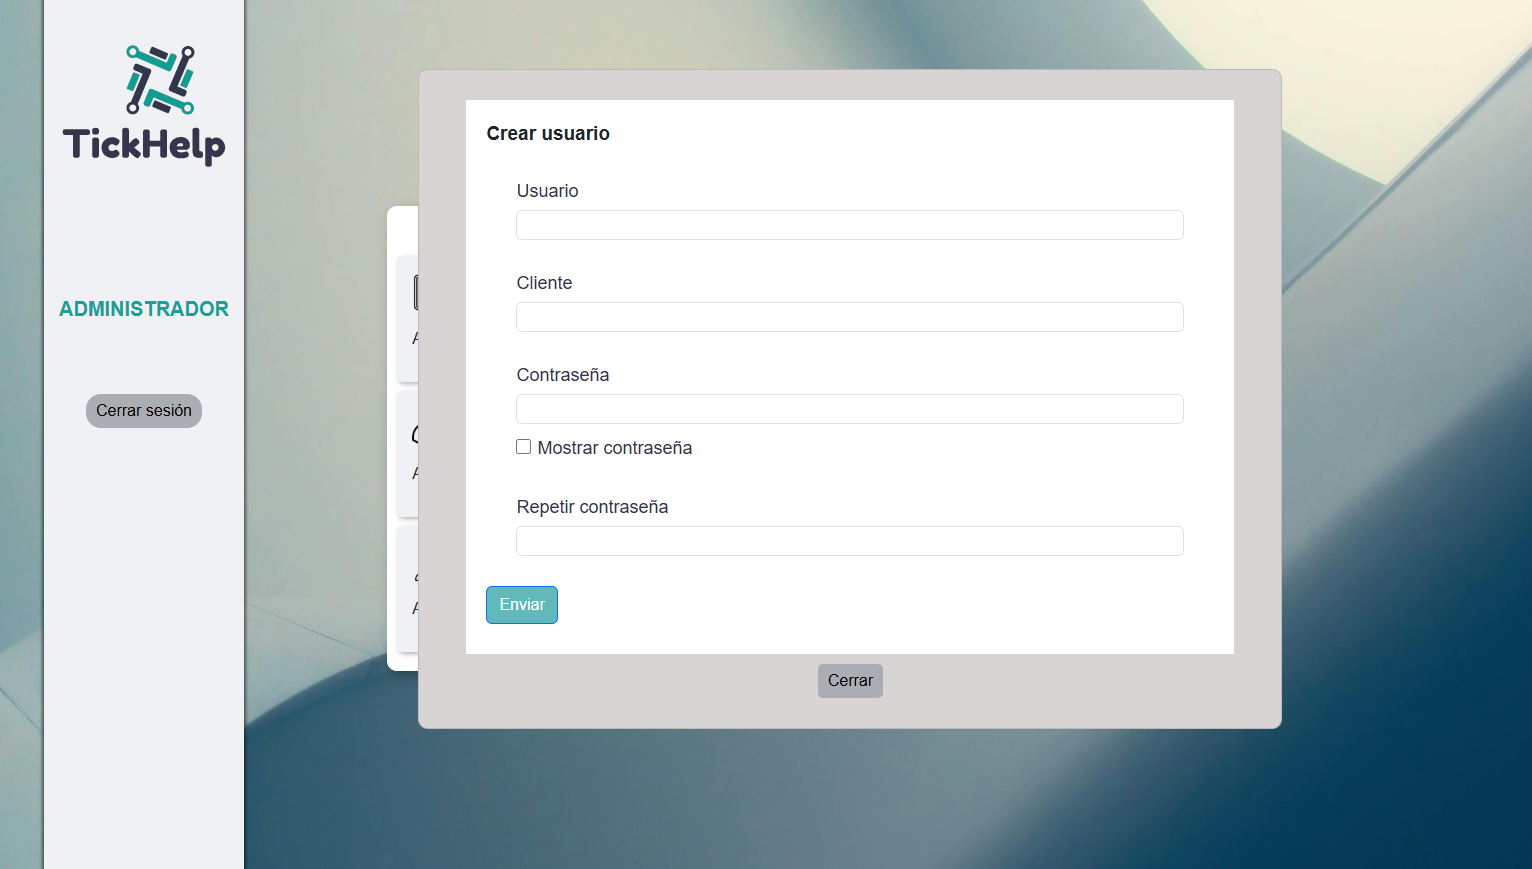 TickHelp
ADMINISTRADOR
Cerrar sesión
Crear usuario
Usuario
Cliente
Contraseña
Mostrar contraseña
Repetir contraseña
Enviar
Cerrar